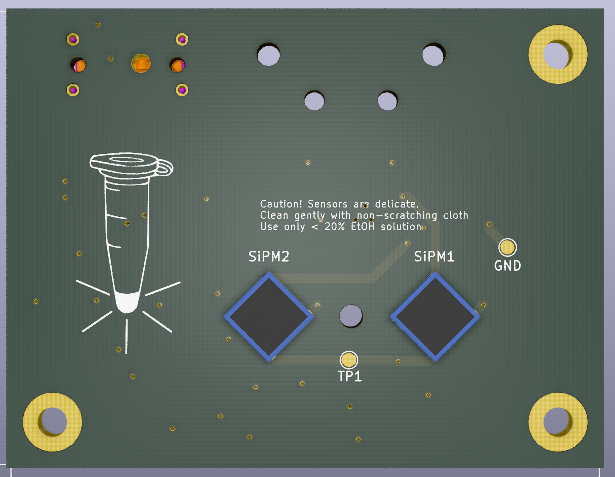 Caution! Sensors are delicate.
Clean gently with non-scratching cloth
Use only < 20% EtOH solution.
SiPM2
SiPM1
GND
TP1